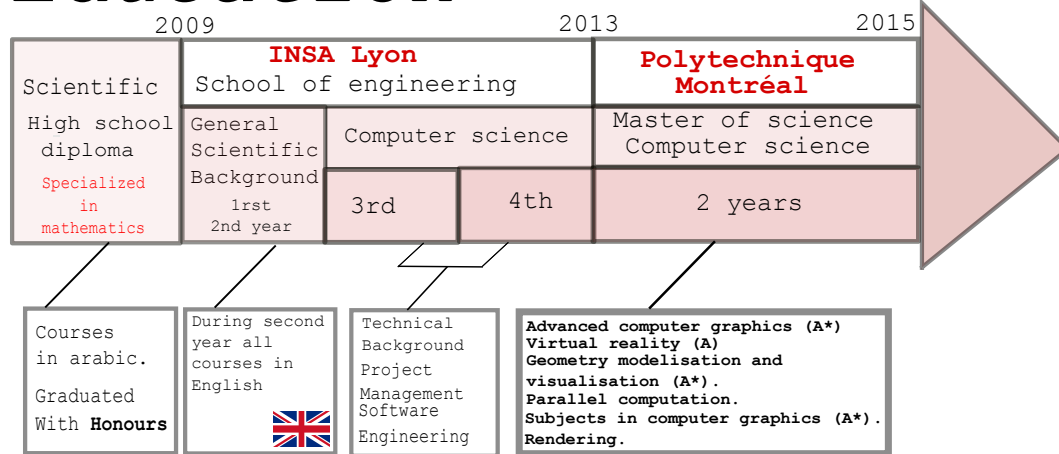 Education
2009
2013
2015
Scientific
High school
diploma
Specialized
in
mathematics
INSA Lyon
School of engineering
General
Scientific
Background
1rst
2nd year
Computer science
3rd
4th
Polytechnique
Montréal
Master of science
Computer science
2 years
Courses
in arabic.
Graduated
With Honours
During second
year all
courses in
English
Technical
Background
Project
Management
Software
Engineering
Advanced computer graphics (A*)
Virtual reality (A)
Geometry modelisation and
visualisation (A*).
Parallel computation.
Subjects in computer graphics (A*).
Rendering.